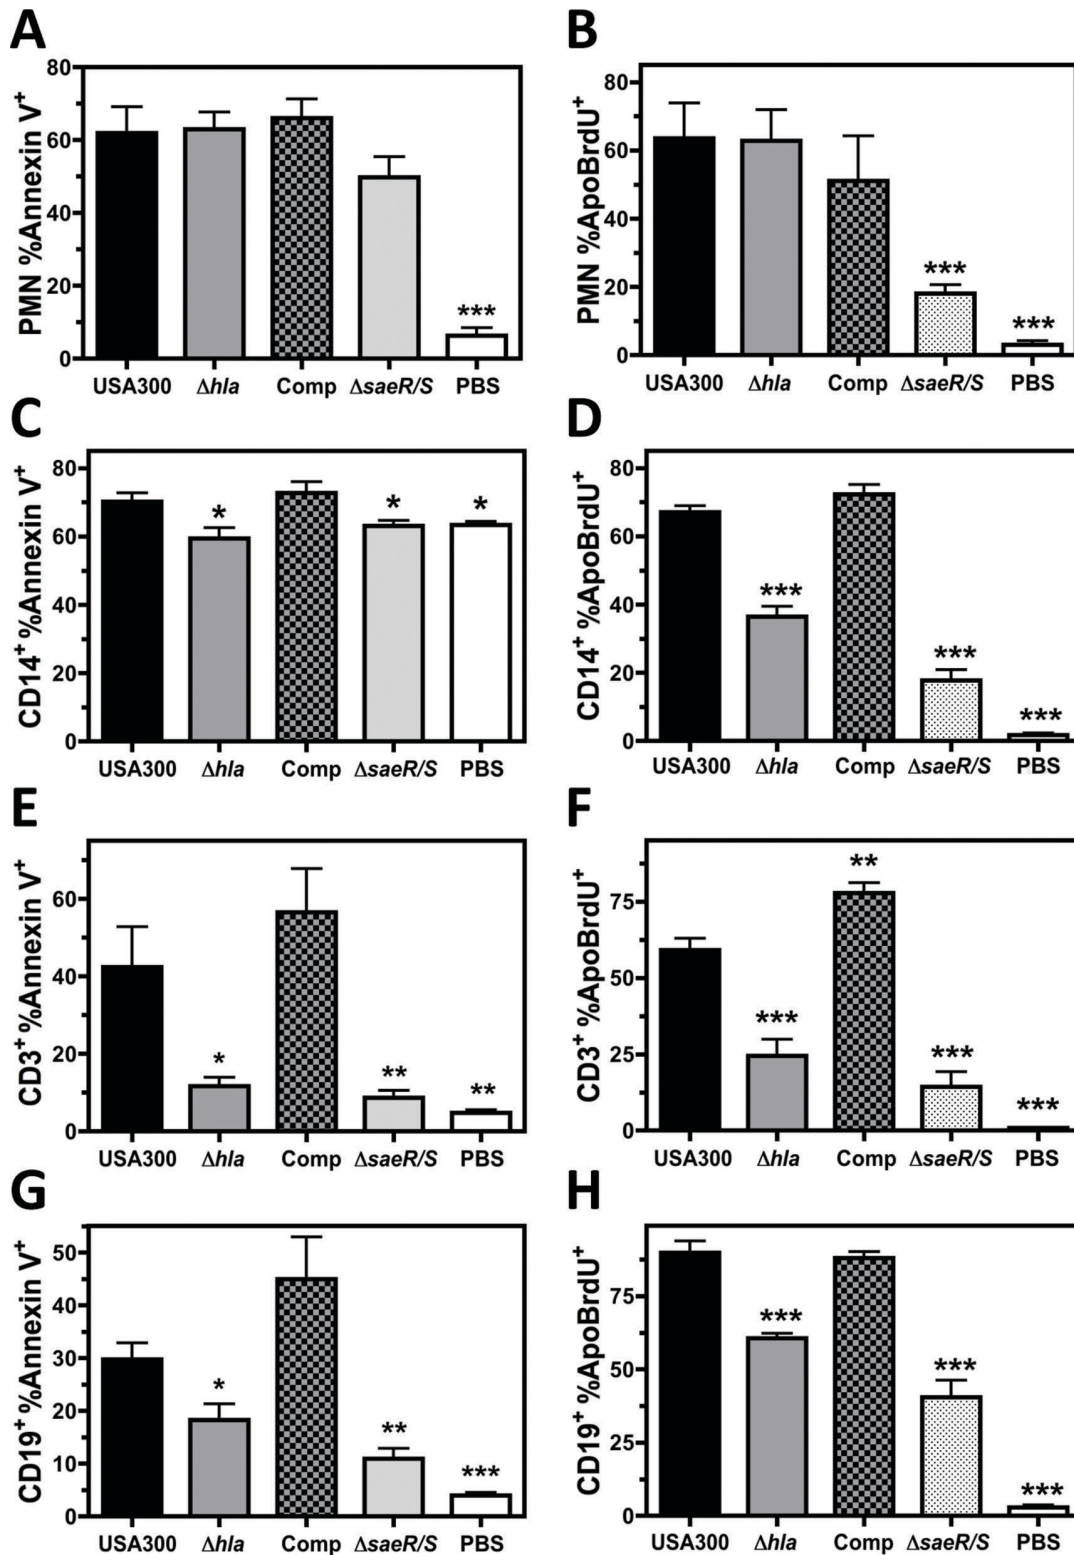 A
PMN %Annexin V⁺
80
60
40
20
0
***
USA300 Δhla Comp ΔsaeR/S PBS
B
PMN %ApoBrdU⁺
80
60
40
20
0
***
***
USA300 Δhla Comp ΔsaeR/S PBS
C
CD14⁺ %Annexin V⁺
80
60
40
20
0
*
*
*
USA300 Δhla Comp ΔsaeR/S PBS
D
CD14⁺ %ApoBrdU⁺
80
60
40
20
0
***
***
***
USA300 Δhla Comp ΔsaeR/S PBS
E
CD3⁺ %Annexin V⁺
60
40
20
0
*
**
**
USA300 Δhla Comp ΔsaeR/S PBS
F
CD3⁺ %ApoBrdU⁺
75
50
25
0
***
**
***
***
USA300 Δhla Comp ΔsaeR/S PBS
G
CD19⁺ %Annexin V⁺
50
40
30
20
10
0
*
**
***
USA300 Δhla Comp ΔsaeR/S PBS
H
CD19⁺ %ApoBrdU⁺
75
50
25
0
***
***
***
USA300 Δhla Comp ΔsaeR/S PBS